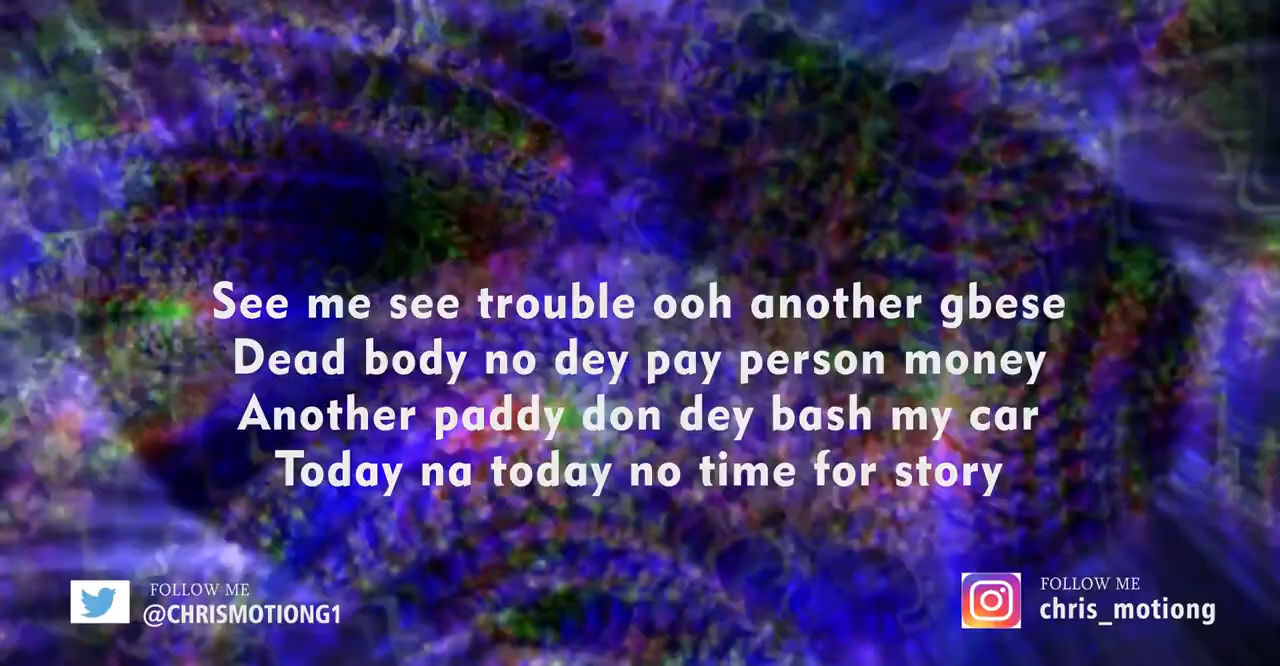 See me see trouble ooh another gbese
Dead body no dey pay person money
Another paddy don dey bash my car
Today na today no time for story
FOLLOW ME
@CHRISMOTIONG1
FOLLOW ME
chris_motiong